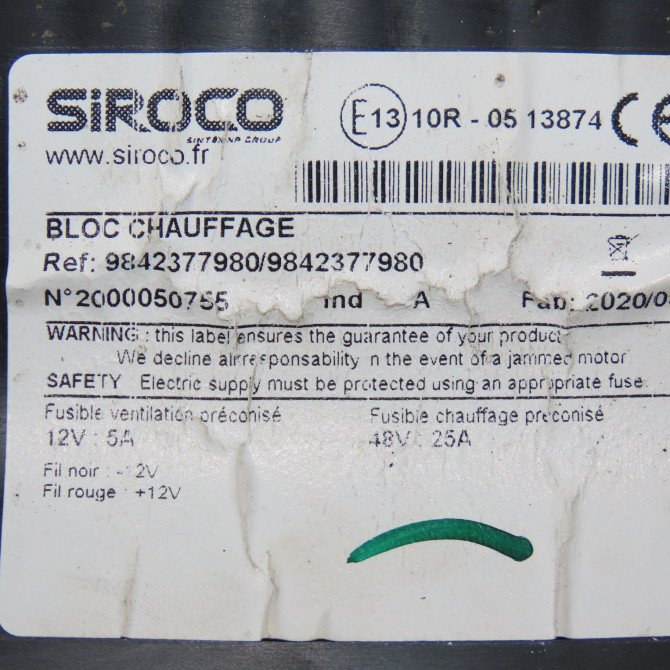 SIROCO
SINTEXNP GROUP
www.siroco.fr
E13 10R - 05 13874 CE
BLOC CHAUFFAGE
Ref: 9842377980/9842377980
N°2000050755 Ind A Fab: 2020/0
WARNING : this label ensures the guarantee of your product
We decline all responsability in the event of a jammed motor
SAFETY Electric supply must be protected using an appropriate fuse
Fusible ventilation préconisé Fusible chauffage préconisé
12V : 5A 48V : 25A
Fil noir : -12V
Fil rouge : +12V